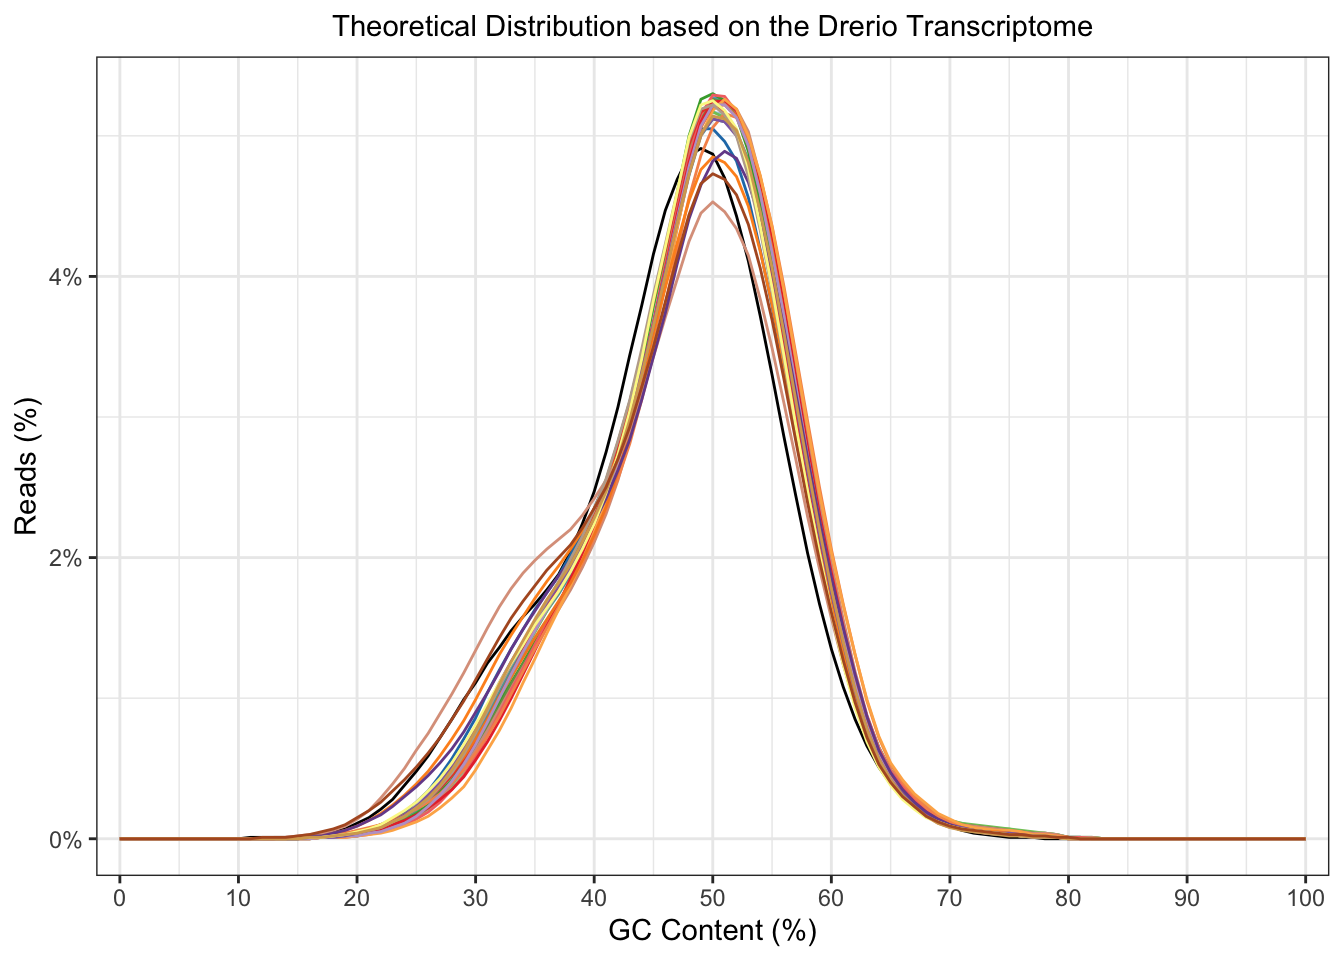 Theoretical Distribution based on the Drerio Transcriptome
Reads (%)
4%
2%
0%
0 10 20 30 40 50 60 70 80 90 100
GC Content (%)